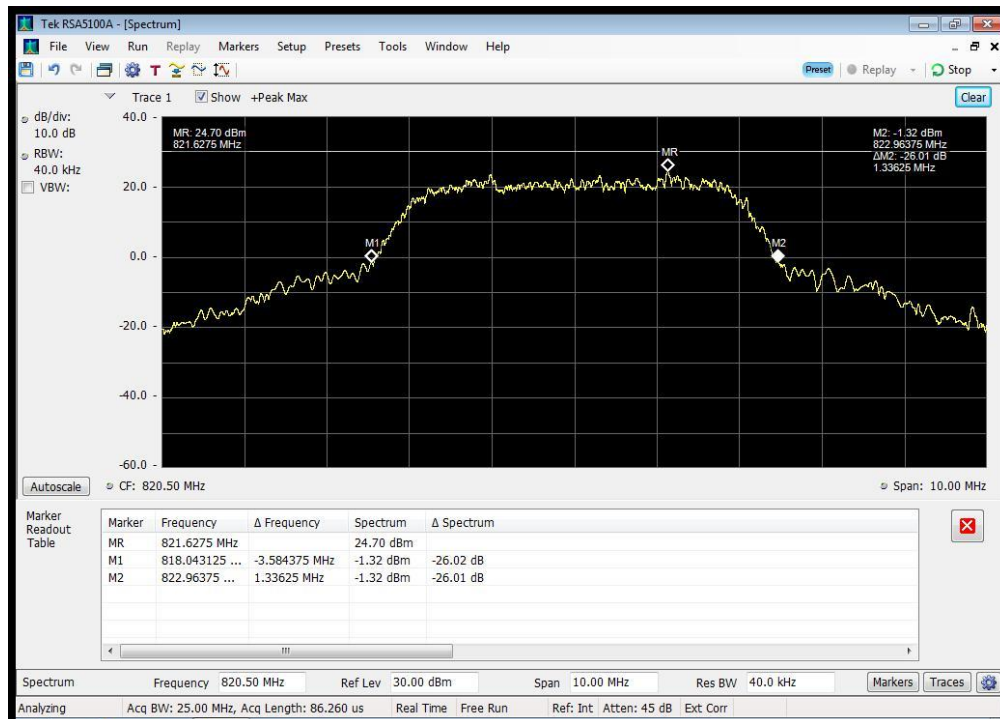 Tek RSA5100A - [Spectrum]
File View Run Replay Markers Setup Presets Tools Window Help
Preset Replay Stop
Trace 1 Show +Peak Max Clear
dB/div:
10.0 dB
RBW:
40.0 kHz
VBW:
40.0
20.0
0.0
-20.0
-40.0
-60.0
MR: 24.70 dBm
821.6275 MHz
M2: -1.32 dBm
822.96375 MHz
ΔM2: -26.01 dB
1.33625 MHz
MR
M1
M2
Autoscale CF: 820.50 MHz Span: 10.00 MHz
Marker
Readout
Table
Marker Frequency Δ Frequency Spectrum Δ Spectrum
MR 821.6275 MHz 24.70 dBm
M1 818.043125 ... -3.584375 MHz -1.32 dBm -26.02 dB
M2 822.96375 ... 1.33625 MHz -1.32 dBm -26.01 dB
Spectrum Frequency 820.50 MHz Ref Lev 30.00 dBm Span 10.00 MHz Res BW 40.0 kHz Markers Traces
Analyzing Acq BW: 25.00 MHz, Acq Length: 86.260 us Real Time Free Run Ref: Int Atten: 45 dB Ext Corr